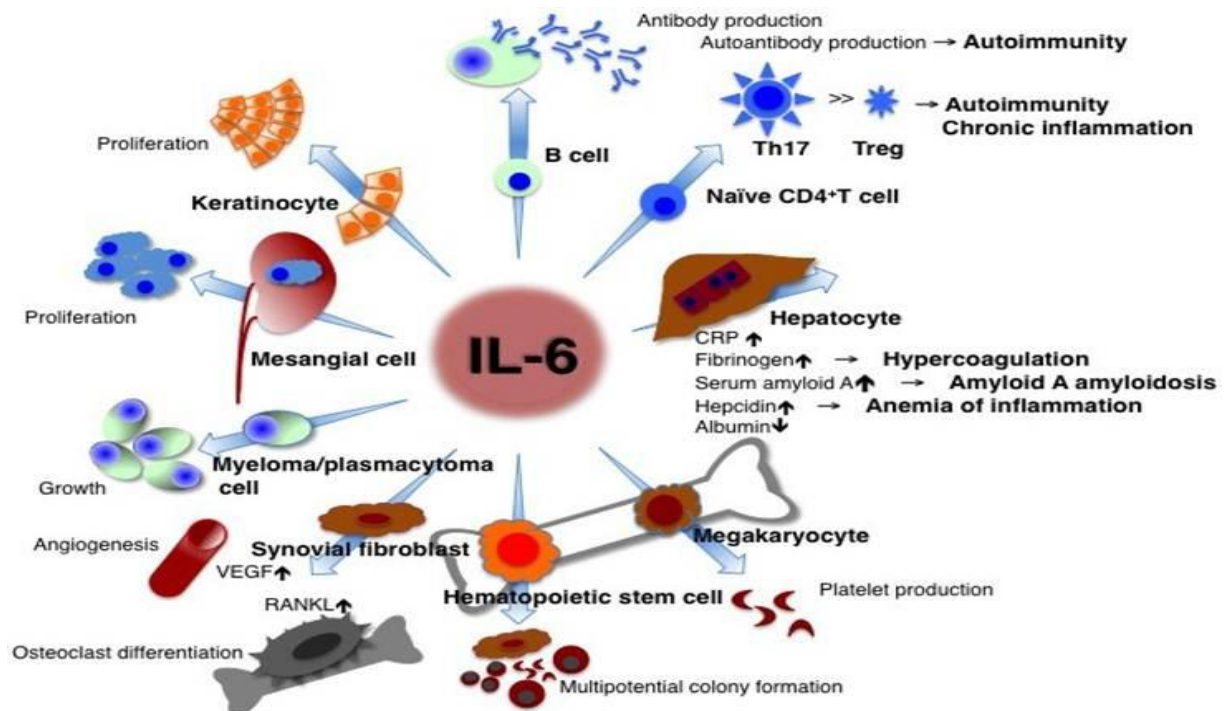 Antibody production
Autoantibody production → Autoimmunity
>>
→ Autoimmunity
Chronic inflammation
Th17
Treg
Naïve CD4+T cell
B cell
Proliferation
Keratinocyte
Proliferation
Mesangial cell
IL-6
Hepatocyte
CRP ↑
Fibrinogen↑ → Hypercoagulation
Serum amyloid A↑ → Amyloid A amyloidosis
Hepcidin↑ → Anemia of inflammation
Albumin↓
Myeloma/plasmacytoma
cell
Growth
Angiogenesis
Synovial fibroblast
VEGF↑
RANKL↑
Osteoclast differentiation
Hematopoietic stem cell
Multipotential colony formation
Megakaryocyte
Platelet production